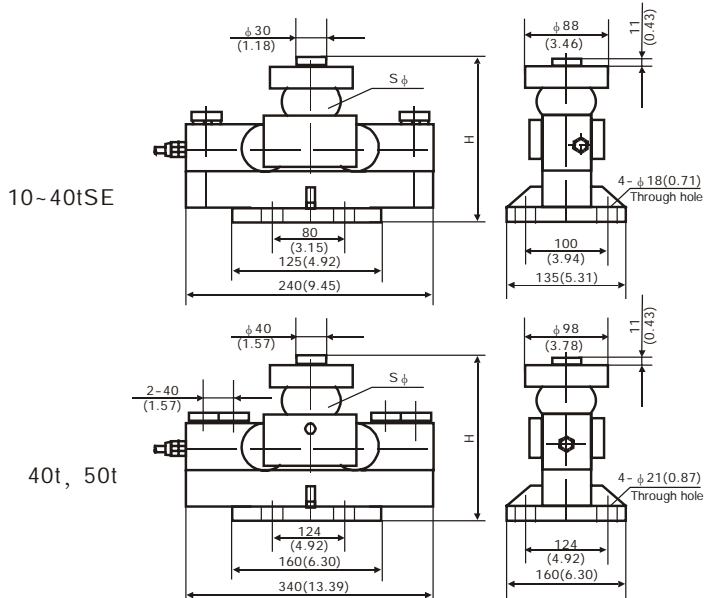 ϕ30
(1.18)
Sϕ
H
10~40tSE
80
(3.15)
125(4.92)
240(9.45)
ϕ88
(3.46)
11
(0.43)
4-ϕ18(0.71)
Through hole
100
(3.94)
135(5.31)
ϕ40
(1.57)
2-40
(1.57)
Sϕ
H
40t, 50t
124
(4.92)
160(6.30)
340(13.39)
ϕ98
(3.78)
11
(0.43)
4-ϕ21(0.87)
Through hole
124
(4.92)
160(6.30)